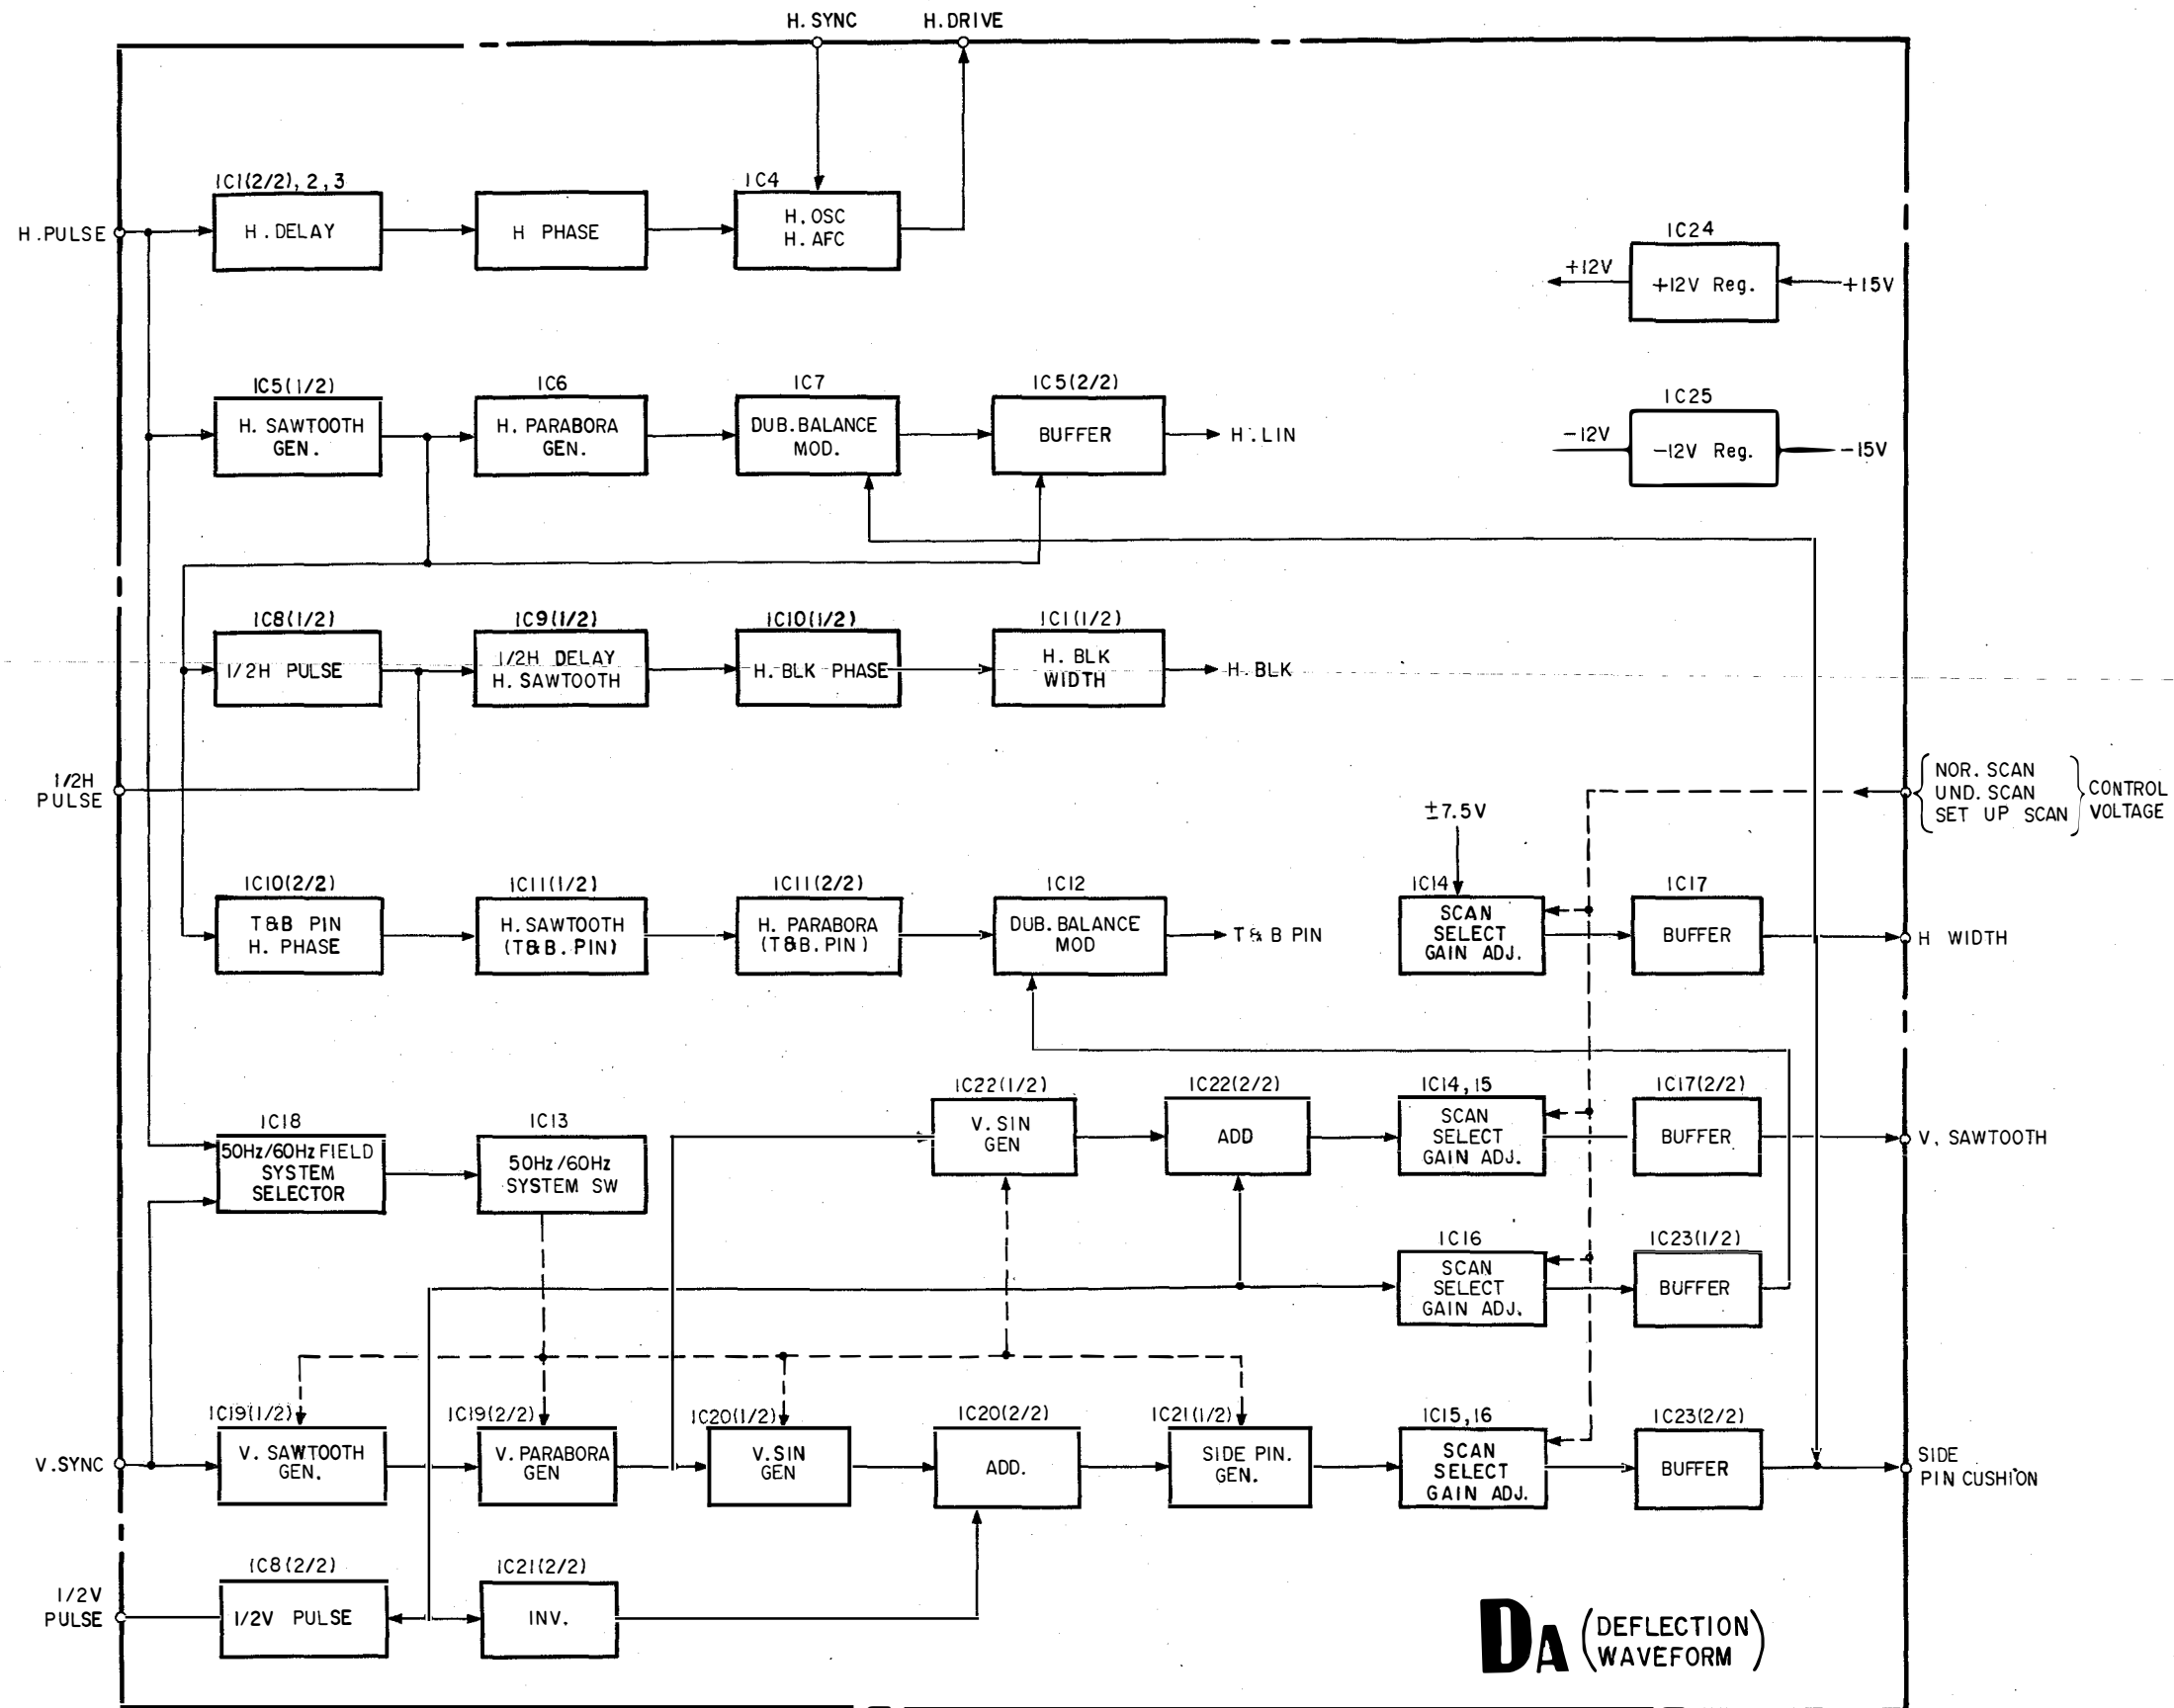 H. SYNC
H.DRIVE
IC1(2/2), 2, 3
H. DELAY
H PHASE
IC4
H. OSC
H. AFC
H.PULSE
IC24
+12V
+12V Reg.
+15V
IC5(1/2)
H. SAWTOOTH
GEN.
IC6
H. PARABORA
GEN.
IC7
DUB.BALANCE
MOD.
IC5(2/2)
BUFFER
H. LIN
IC25
-12V
-12V Reg.
-15V
IC8(1/2)
1/2H PULSE
IC9(1/2)
1/2H DELAY
H. SAWTOOTH
IC10(1/2)
H. BLK PHASE
IC1(1/2)
H. BLK
WIDTH
H. BLK
1/2H
PULSE
NOR. SCAN
UND. SCAN
SET UP SCAN
CONTROL
VOLTAGE
±7.5V
IC10(2/2)
T&B PIN
H. PHASE
IC11(1/2)
H. SAWTOOTH
(T&B. PIN)
IC11(2/2)
H. PARABORA
(T&B. PIN)
IC12
DUB.BALANCE
MOD
T & B PIN
IC14
SCAN
SELECT
GAIN ADJ.
IC17
BUFFER
H WIDTH
IC18
50Hz/60Hz FIELD
SYSTEM
SELECTOR
IC13
50Hz/60Hz
SYSTEM SW
IC22(1/2)
V.SIN
GEN
IC22(2/2)
ADD
IC14, 15
SCAN
SELECT
GAIN ADJ.
IC17(2/2)
BUFFER
V. SAWTOOTH
IC16
SCAN
SELECT
GAIN ADJ.
IC23(1/2)
BUFFER
V.SYNC
IC19(1/2)
V. SAWTOOTH
GEN.
IC19(2/2)
V. PARABORA
GEN
IC20(1/2)
V.SIN
GEN
IC20(2/2)
ADD.
IC21(1/2)
SIDE PIN.
GEN.
IC15, 16
SCAN
SELECT
GAIN ADJ.
IC23(2/2)
BUFFER
SIDE
PIN CUSHION
1/2V
PULSE
IC8(2/2)
1/2V PULSE
IC21(2/2)
INV.
DA (DEFLECTION
WAVEFORM)